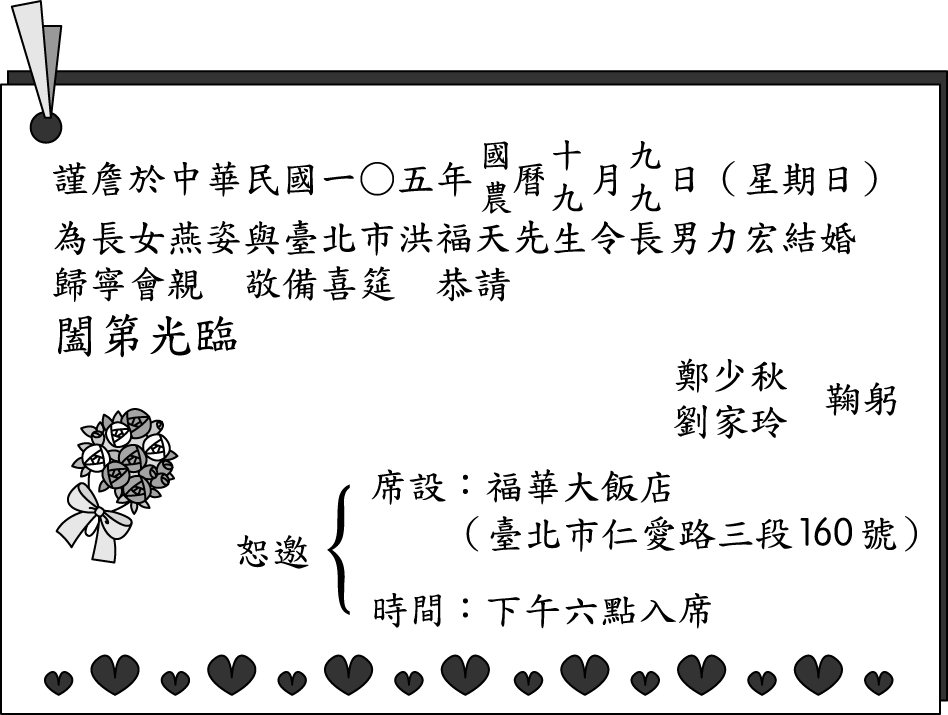 謹詹於中華民國一○五年國農曆十九月九九日（星期日）
為長女燕姿與臺北市洪福天先生令長男力宏結婚
歸寧會親　敬備喜筵　恭請
闔第光臨
鄭少秋
劉家玲　鞠躬
恕邀
席設：福華大飯店
（臺北市仁愛路三段160號）
時間：下午六點入席